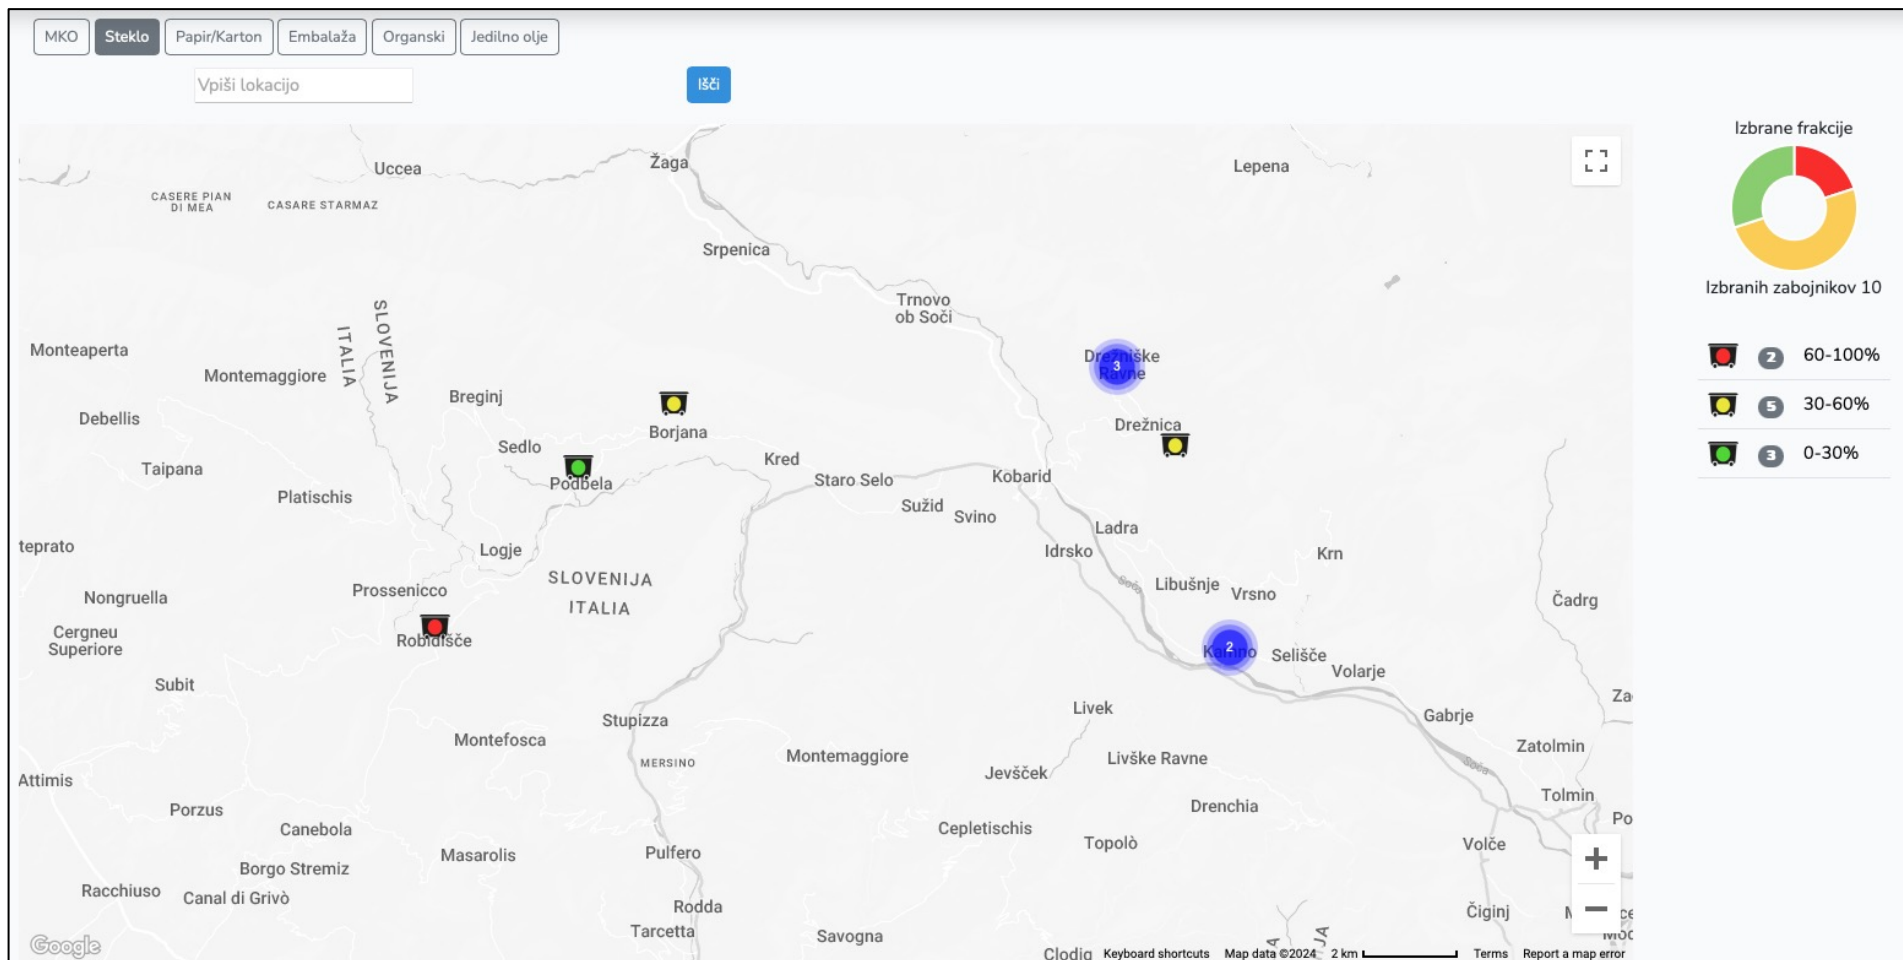 MKO
Steklo
Papir/Karton
Embalaža
Organski
Jedilno olje
Vpiši lokacijo
Išči
Izbrane frakcije
Izbranih zabojnikov 10
2 60-100%
5 30-60%
3 0-30%
Uccea
Žaga
Lepena
CASERE PIAN
DI MEA
CASARE STARMAZ
Srpenica
Trnovo
ob Soči
SLOVENIJA
ITALIA
Monteaperta
Montemaggiore
Drežniške
Ravne
3
Breginj
Debellis
Borjana
Drežnica
Sedlo
Kred
Taipana
Podbela
Staro Selo
Kobarid
Platischis
Sužid
Svino
Ladra
teprato
Logje
Idrsko
Krn
SLOVENIJA
ITALIA
Soča
Libušnje
Vrsno
Prossenicco
Nongruella
Čadrg
Cergneu
Superiore
Robidišče
Kamno
2
Selišče
Volarje
Subit
Za
Livek
Gabrje
Stupizza
Montefosca
Zatolmin
MERSINO
Montemaggiore
Livške Ravne
Soča
Jevšček
Attimis
Tolmin
Drenchia
Porzus
Po
Canebola
Cepletischis
Topolò
Volče
Masarolis
Pulfero
Borgo Stremiz
Racchiuso
Canal di Grivò
Rodda
Čiginj
Tarcetta
Savogna
Google
Clodig
Keyboard shortcuts
Map data ©2024
2 km
Terms
Report a map error